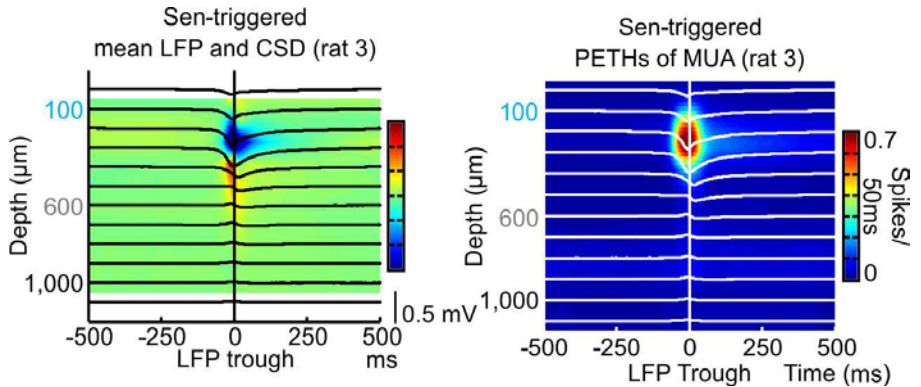 Sen-triggered
mean LFP and CSD (rat 3)
100
600
1,000
Depth (µm)
0.5 mV
-500 -250 0 250 500
LFP trough ms
Sen-triggered
PETHs of MUA (rat 3)
100
600
1,000
Depth (µm)
0.7
0
Spikes/
50ms
-500 -250 0 250 500
LFP Trough Time (ms)